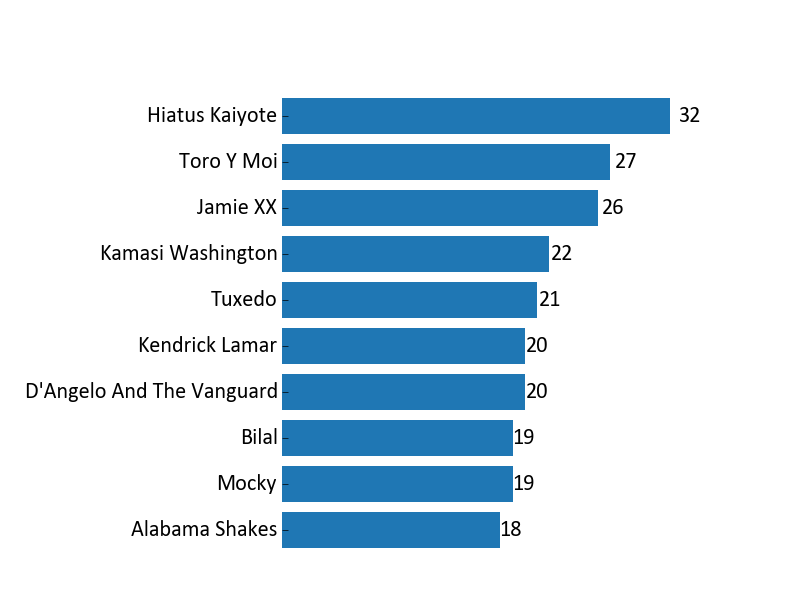 Hiatus Kaiyote 32
Toro Y Moi 27
Jamie XX 26
Kamasi Washington 22
Tuxedo 21
Kendrick Lamar 20
D'Angelo And The Vanguard 20
Bilal 19
Mocky 19
Alabama Shakes 18